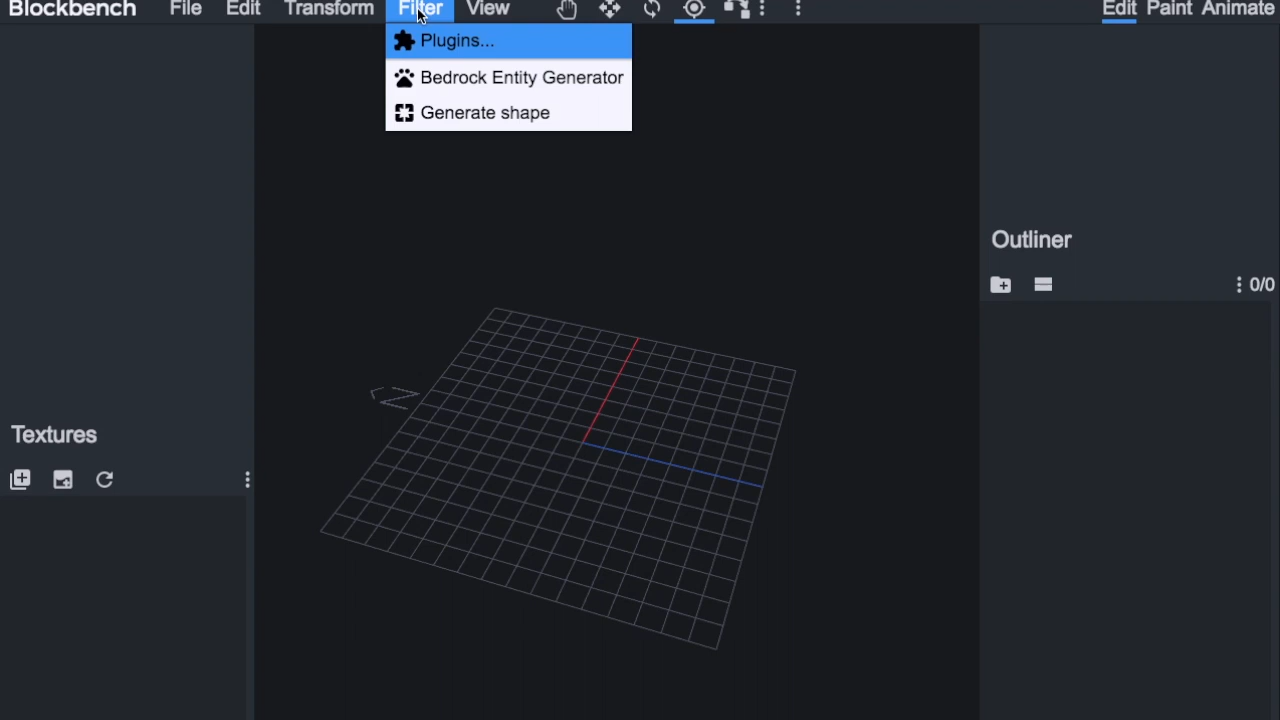 Blockbench File Edit Transform Filter View Edit Paint Animate
Plugins...
Bedrock Entity Generator
Generate shape
Outliner
0/0
Textures